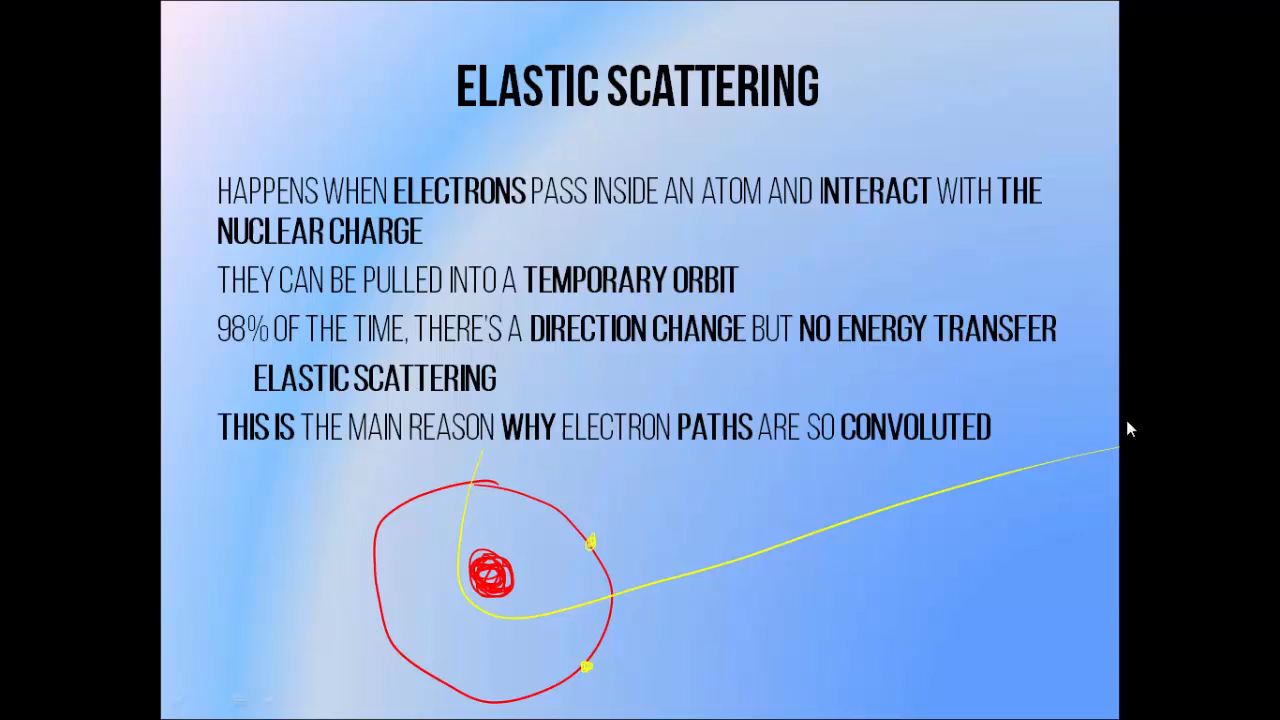 ELASTIC SCATTERING
HAPPENS WHEN ELECTRONS PASS INSIDE AN ATOM AND INTERACT WITH THE
NUCLEAR CHARGE
THEY CAN BE PULLED INTO A TEMPORARY ORBIT
98% OF THE TIME, THERE'S A DIRECTION CHANGE BUT NO ENERGY TRANSFER
ELASTIC SCATTERING
THIS IS THE MAIN REASON WHY ELECTRON PATHS ARE SO CONVOLUTED